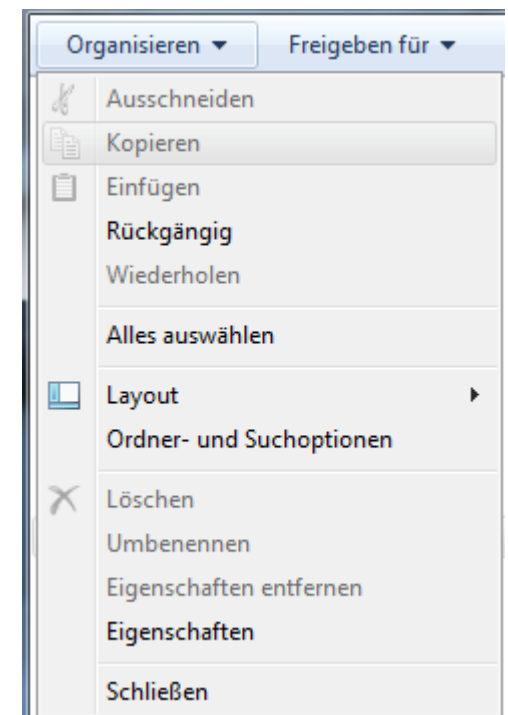 Organisieren Freigeben für
Ausschneiden
Kopieren
Einfügen
Rückgängig
Wiederholen
Alles auswählen
Layout
Ordner- und Suchoptionen
Löschen
Umbenennen
Eigenschaften entfernen
Eigenschaften
Schließen